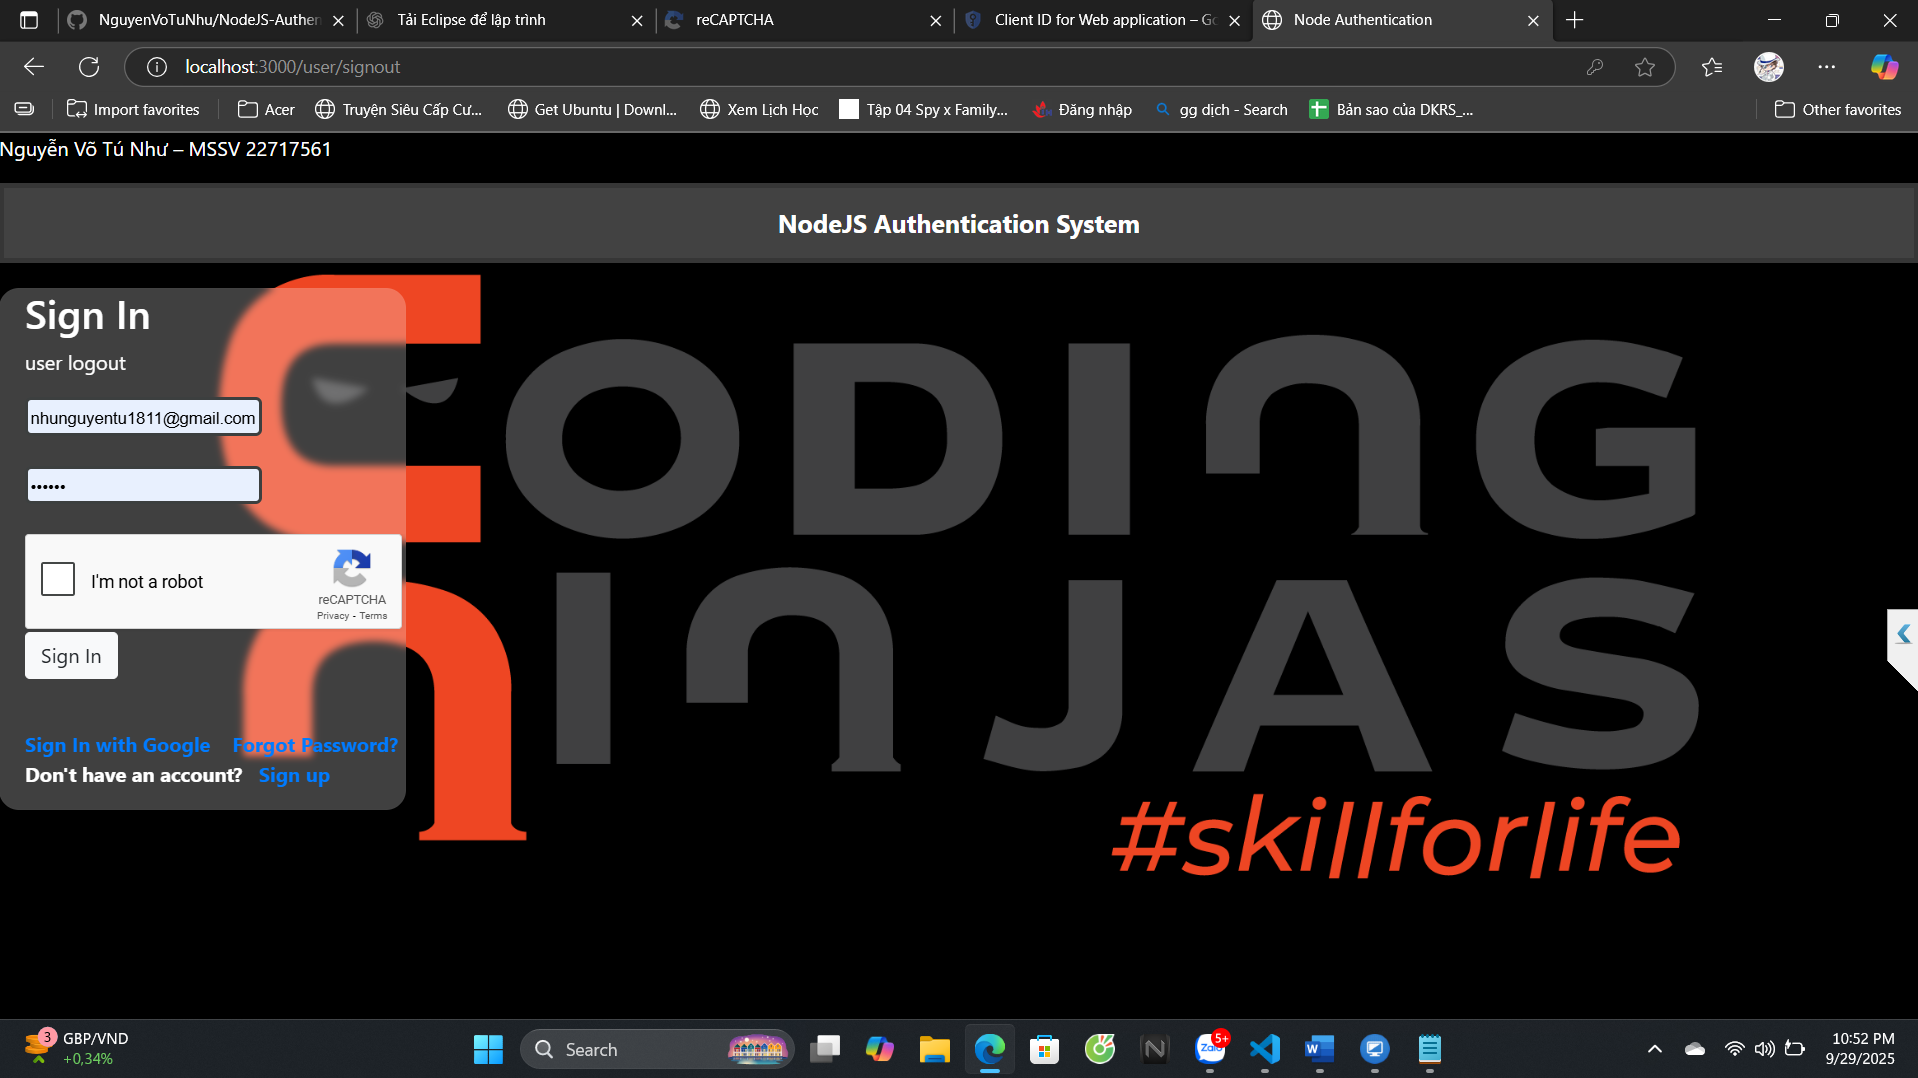 NguyenVoTuNhu/NodeJS-Authen
Tải Eclipse để lập trình
reCAPTCHA
Client ID for Web application – Go
Node Authentication
localhost:3000/user/signout
Import favorites
Acer
Truyện Siêu Cấp Cư...
Get Ubuntu | Downl...
Xem Lịch Học
Tập 04 Spy x Family...
Đăng nhập
gg dịch - Search
Bản sao của DKRS_...
Other favorites
Nguyễn Võ Tú Như – MSSV 22717561
NodeJS Authentication System
Sign In
user logout
nhunguyentu1811@gmail.com
••••••
I'm not a robot
reCAPTCHA
Privacy - Terms
Sign In
Sign In with Google Forgot Password?
Don't have an account? Sign up
CODING
NINJAS
#skillforlife
3
GBP/VND
+0,34%
Search
Zalo
5+
W
10:52 PM
9/29/2025